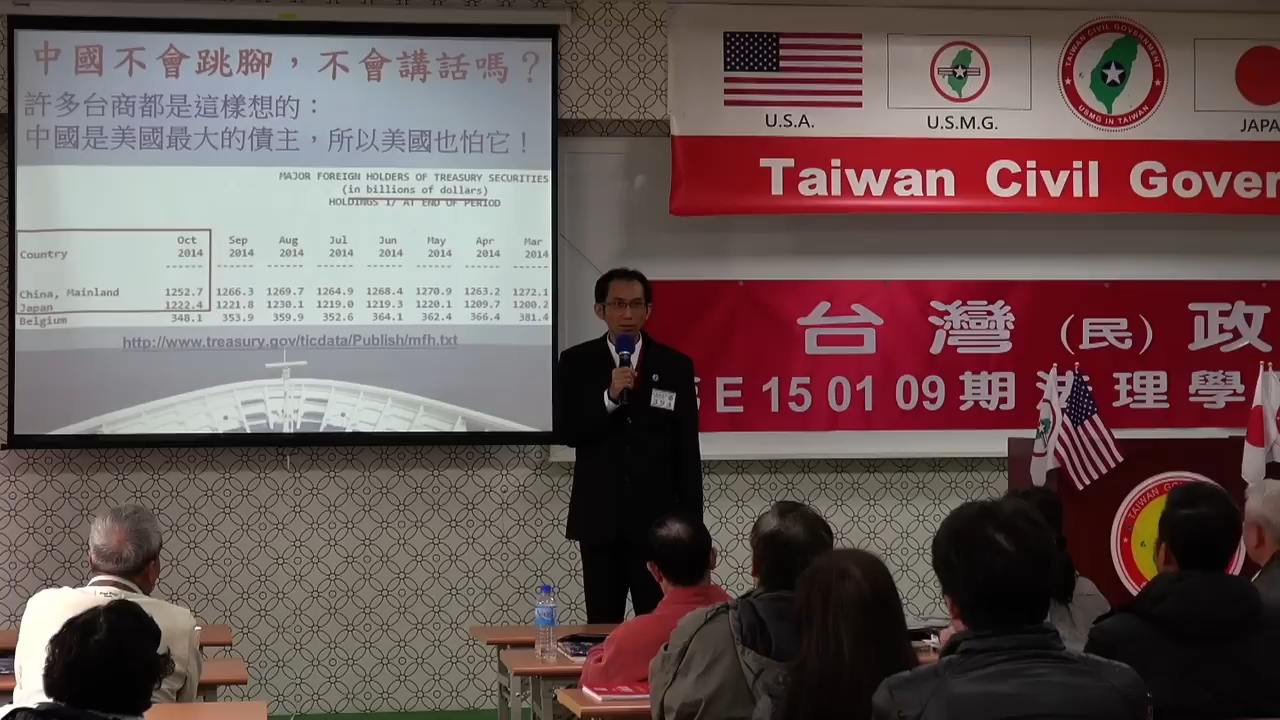 中國不會跳腳，不會講話嗎？
許多台商都是這樣想的：
中國是美國最大的債主，所以美國也怕它！
MAJOR FOREIGN HOLDERS OF TREASURY SECURITIES
(in billions of dollars)
HOLDINGS 1/ AT END OF PERIOD
Oct Sep Aug Jul Jun May Apr Mar
Country 2014 2014 2014 2014 2014 2014 2014 2014
------ ------ ------ ------ ------ ------ ------ ------
China, Mainland 1252.7 1266.3 1269.7 1264.9 1268.4 1270.9 1263.2 1272.1
Japan 1222.4 1221.8 1230.1 1219.0 1219.3 1220.1 1209.7 1200.2
Belgium 348.1 353.9 359.9 352.6 364.1 362.4 366.4 381.4
http://www.treasury.gov/ticdata/Publish/mfh.txt
TAIWAN CIVIL GOVERNMENT
USMG IN TAIWAN
U.S.A. U.S.M.G. JAPA
Taiwan Civil Gover
台灣(民)政
E 15 01 09 期法理學